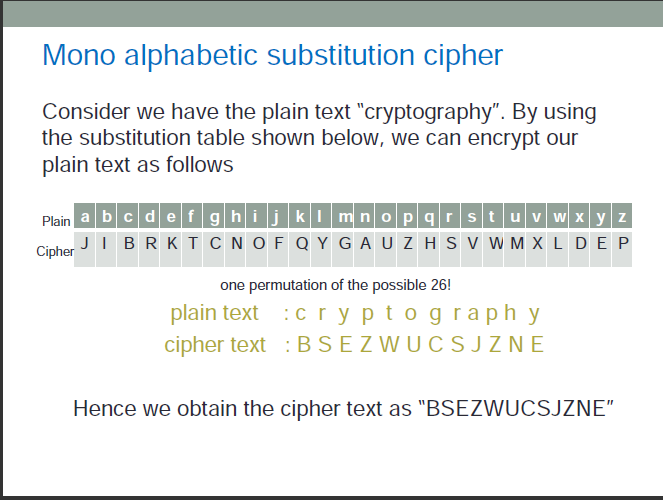 Mono alphabetic substitution cipher
Consider we have the plain text “cryptography”. By using
the substitution table shown below, we can encrypt our
plain text as follows
Plain a b c d e f g h i j k l m n o p q r s t u v w x y z
Cipher J I B R K T C N O F Q Y G A U Z H S V W M X L D E P
one permutation of the possible 26!
plain text : c r y p t o g r a p h y
cipher text : B S E Z W U C S J Z N E
Hence we obtain the cipher text as “BSEZWUCSJZNE”